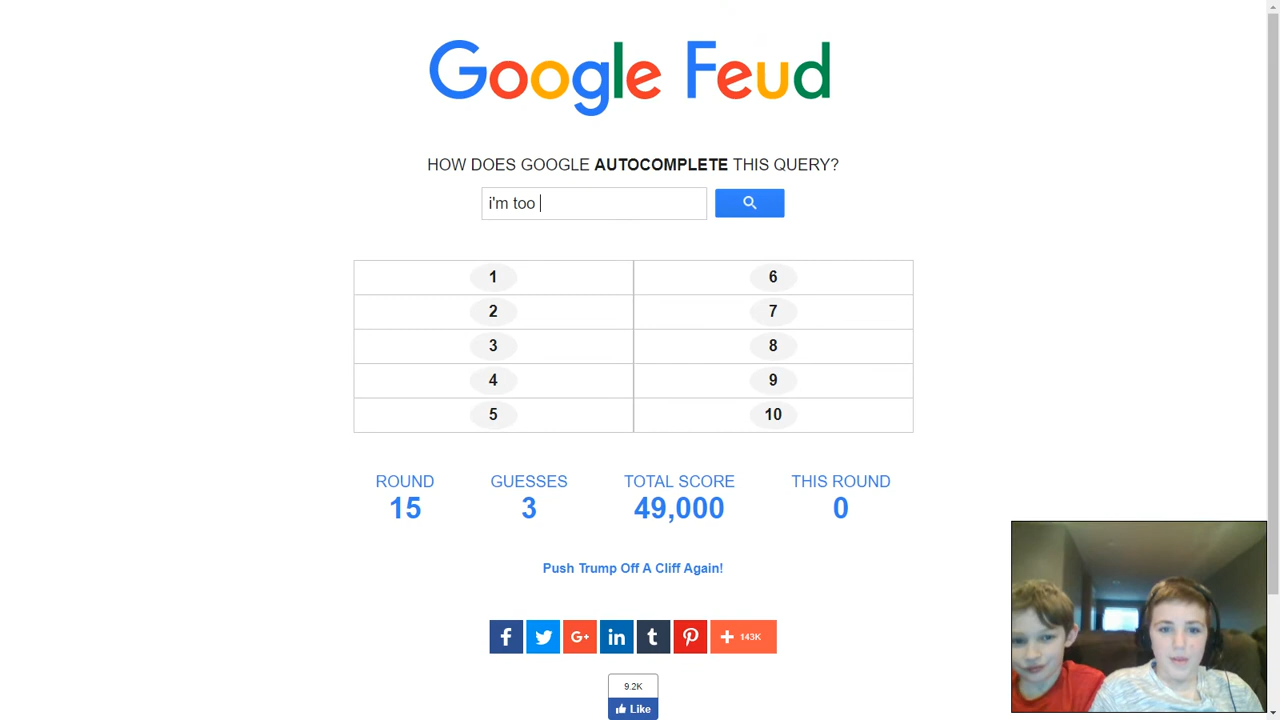 Google Feud
HOW DOES GOOGLE AUTOCOMPLETE THIS QUERY?
i'm too
1 6
2 7
3 8
4 9
5 10
ROUND GUESSES TOTAL SCORE THIS ROUND
15 3 49,000 0
Push Trump Off A Cliff Again!
f G+ in t + 143K
9.2K
Like